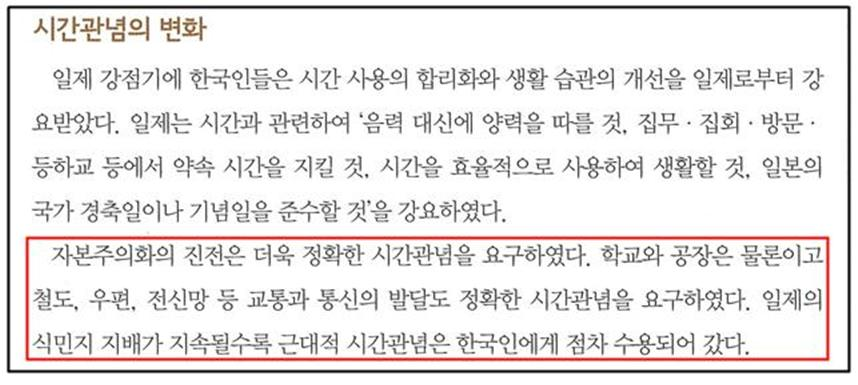 시간관념의 변화
일제 강점기에 한국인들은 시간 사용의 합리화와 생활 습관의 개선을 일제로부터 강
요받았다. 일제는 시간과 관련하여 ‘음력 대신에 양력을 따를 것, 집무 · 집회 · 방문 ·
등하교 등에서 약속 시간을 지킬 것, 시간을 효율적으로 사용하여 생활할 것, 일본의
국가 경축일이나 기념일을 준수할 것’을 강요하였다.
자본주의화의 진전은 더욱 정확한 시간관념을 요구하였다. 학교와 공장은 물론이고
철도, 우편, 전신망 등 교통과 통신의 발달도 정확한 시간관념을 요구하였다. 일제의
식민지 지배가 지속될수록 근대적 시간관념은 한국인에게 점차 수용되어 갔다.